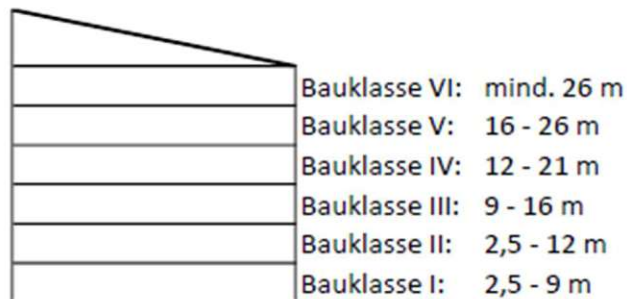 Bauklasse VI: mind. 26 m
Bauklasse V: 16 - 26 m
Bauklasse IV: 12 - 21 m
Bauklasse III: 9 - 16 m
Bauklasse II: 2,5 - 12 m
Bauklasse I: 2,5 - 9 m